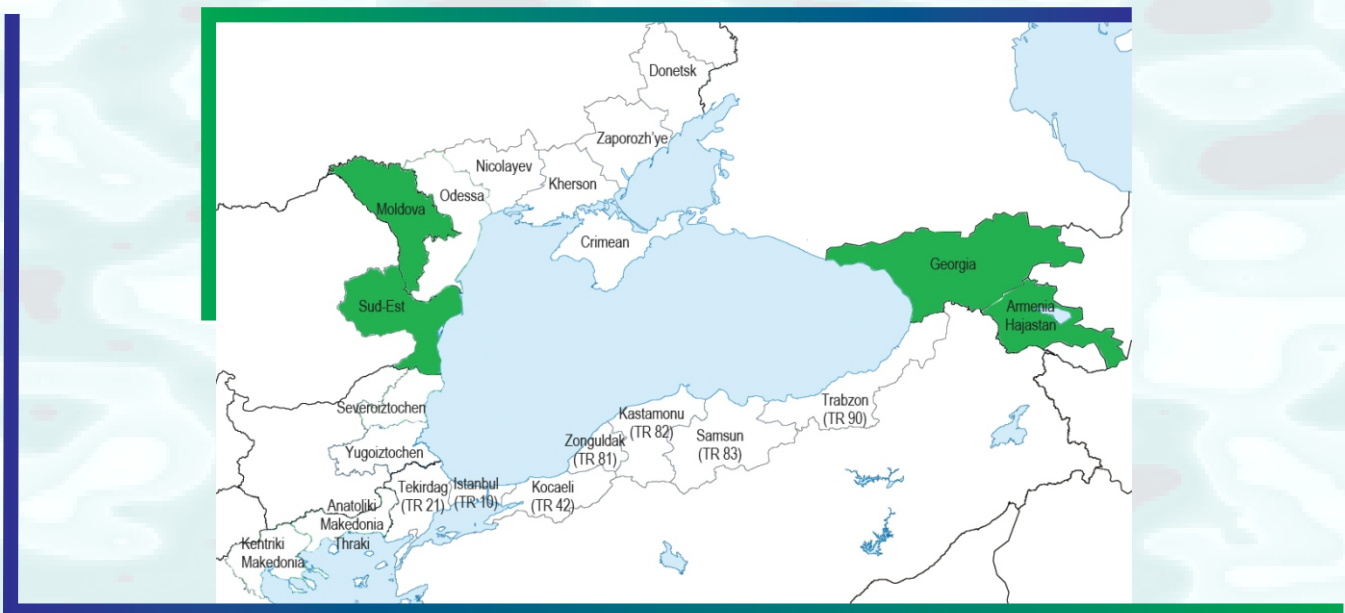 Donetsk
Zaporozh'ye
Nicolayev
Kherson
Odessa
Moldova
Crimean
Georgia
Sud-Est
Armenia
Hajastan
Severoiztochen
Trabzon
(TR 90)
Kastamonu
(TR 82)
Samsun
(TR 83)
Zonguldak
(TR 81)
Yugoiztochen
Tekirdag
(TR 21)
Istanbul
(TR 10)
Kocaeli
(TR 42)
Anatoliki
Makedonia
Thraki
Kentriki
Makedonia